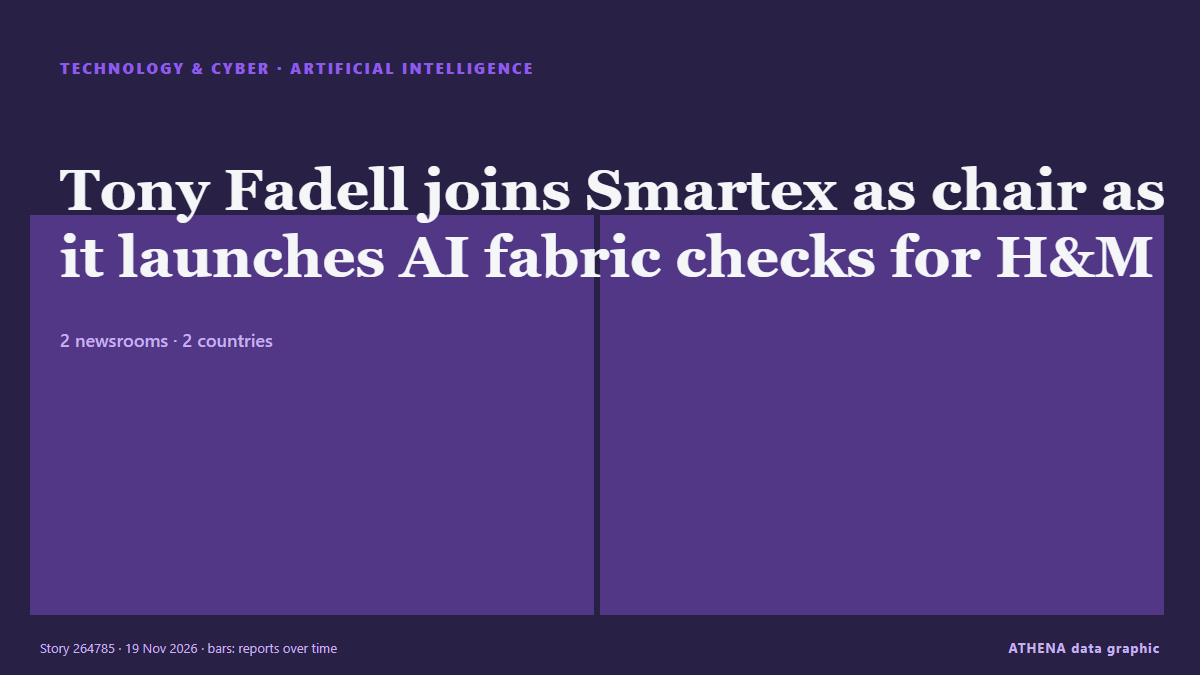 TECHNOLOGY & CYBER · ARTIFICIAL INTELLIGENCE
Tony Fadell joins Smartex as chair as
it launches AI fabric checks for H&M
2 newsrooms · 2 countries
Story 264785 · 19 Nov 2026 · bars: reports over time
ATHENA data graphic